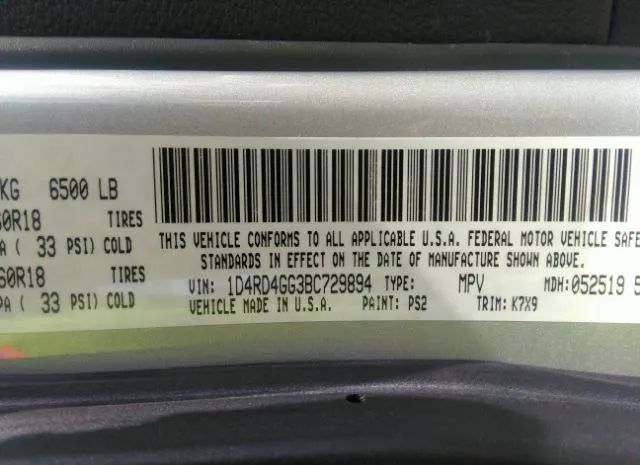 KG 6500 LB
60R18 TIRES
PA ( 33 PSI) COLD
60R18 TIRES
PA ( 33 PSI) COLD
THIS VEHICLE CONFORMS TO ALL APPLICABLE U.S.A. FEDERAL MOTOR VEHICLE SAFE
STANDARDS IN EFFECT ON THE DATE OF MANUFACTURE SHOWN ABOVE.
VIN: 1D4RD4GG3BC729894 TYPE: MPV MDH: 052519
VEHICLE MADE IN U.S.A. PAINT: PS2 TRIM: K7X9